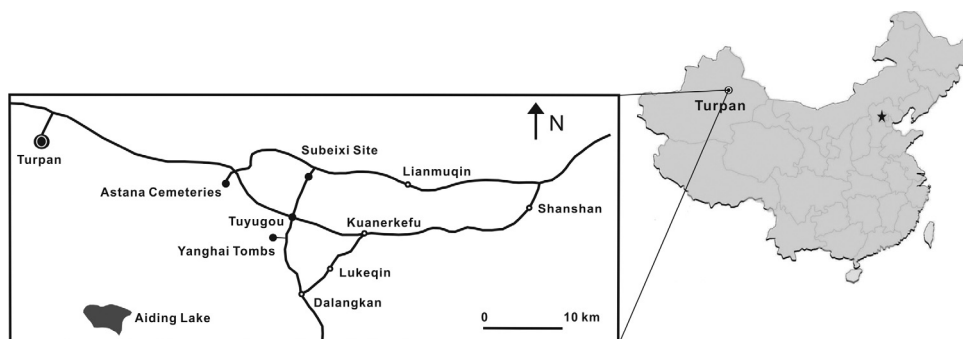 Turpan
N
Subeixi Site
Turpan
Lianmuqin
Astana Cemeteries
Shanshan
Tuyugou
Kuanerkefu
Yanghai Tombs
Lukeqin
Dalangkan
Aiding Lake
0 10 km